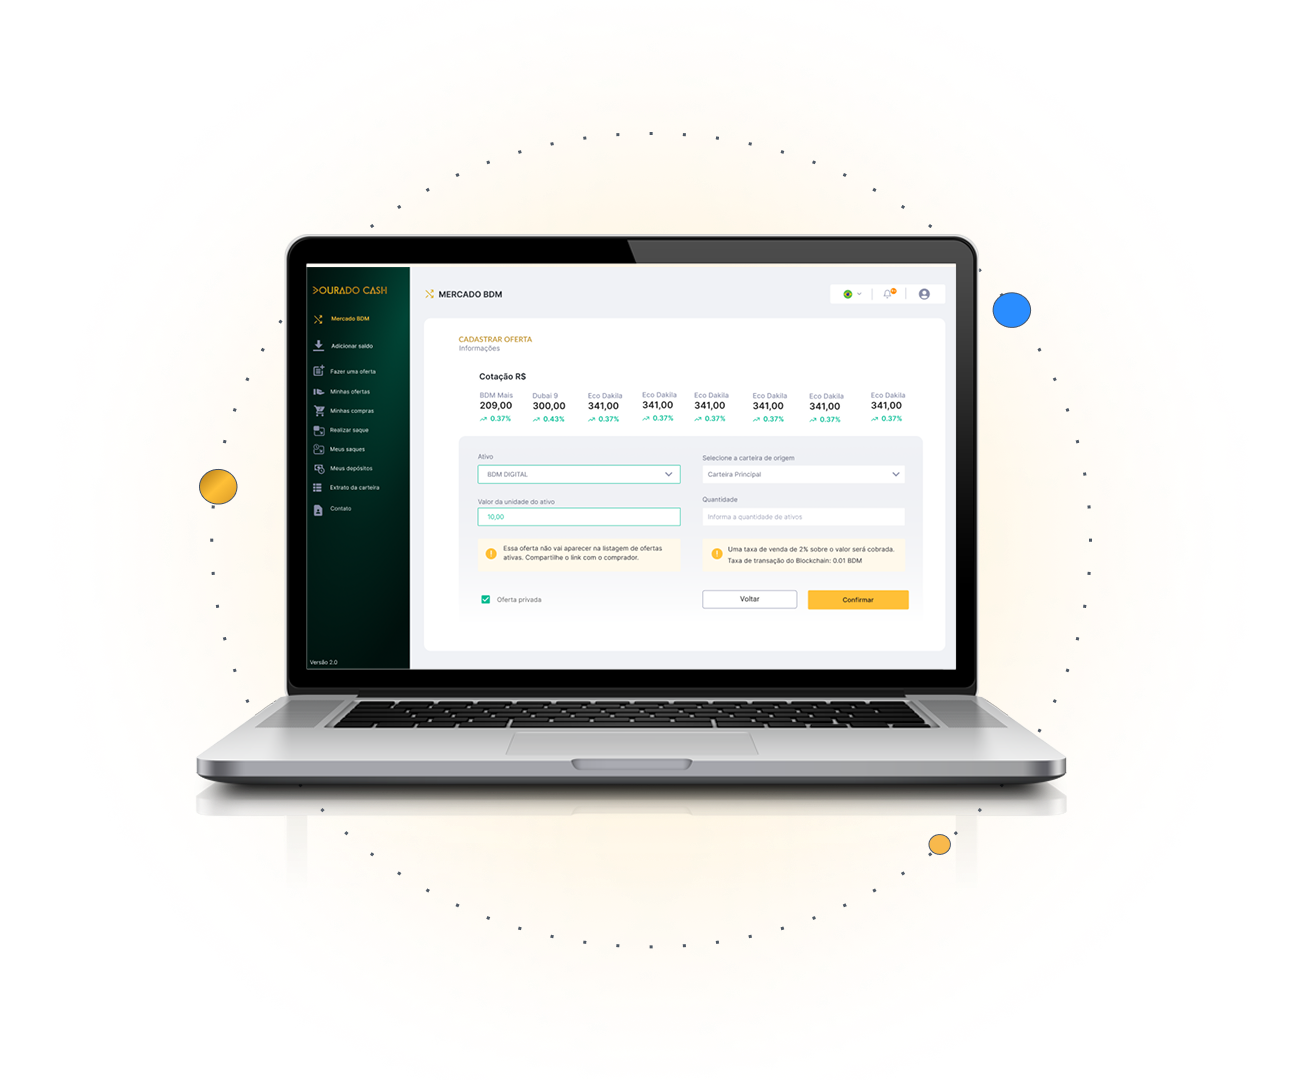 DOURADO CASH
Mercado BDM
Adicionar saldo
Fazer uma oferta
Minhas ofertas
Minhas compras
Realizar saque
Meus saques
Meus depósitos
Extrato da carteira
Contato
Versão 2.0
MERCADO BDM
CADASTRAR OFERTA
Informações
Cotação R$
BDM Mais Dubai 9 Eco Dakila Eco Dakila Eco Dakila Eco Dakila Eco Dakila Eco Dakila
209,00 300,00 341,00 341,00 341,00 341,00 341,00 341,00
0.37% 0.43% 0.37% 0.37% 0.37% 0.37% 0.37% 0.37%
Ativo
BDM DIGITAL
Selecione a carteira de origem
Carteira Principal
Valor da unidade do ativo
10,00
Quantidade
Informa a quantidade de ativos
Essa oferta não vai aparecer na listagem de ofertas
ativas. Compartilhe o link com o comprador.
Uma taxa de venda de 2% sobre o valor será cobrada.
Taxa de transação do Blockchain: 0.01 BDM
Oferta privada
Voltar
Confirmar